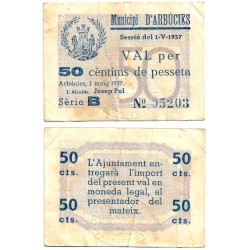 Municipi D'ARBÚCIES
Sessió del 1-V-1937
VAL per
50
50 cèntims de pesseta
Arbúcies, 1 maig 1937.
L'Alcalde, Josep Pol
Sèrie B
Nº 95203
50 cts.
50 cts.
L'Ajuntament en-
tregarà l'import
del present val en
moneda legal, al
presentador del
mateix.
50 cts.
50 cts.